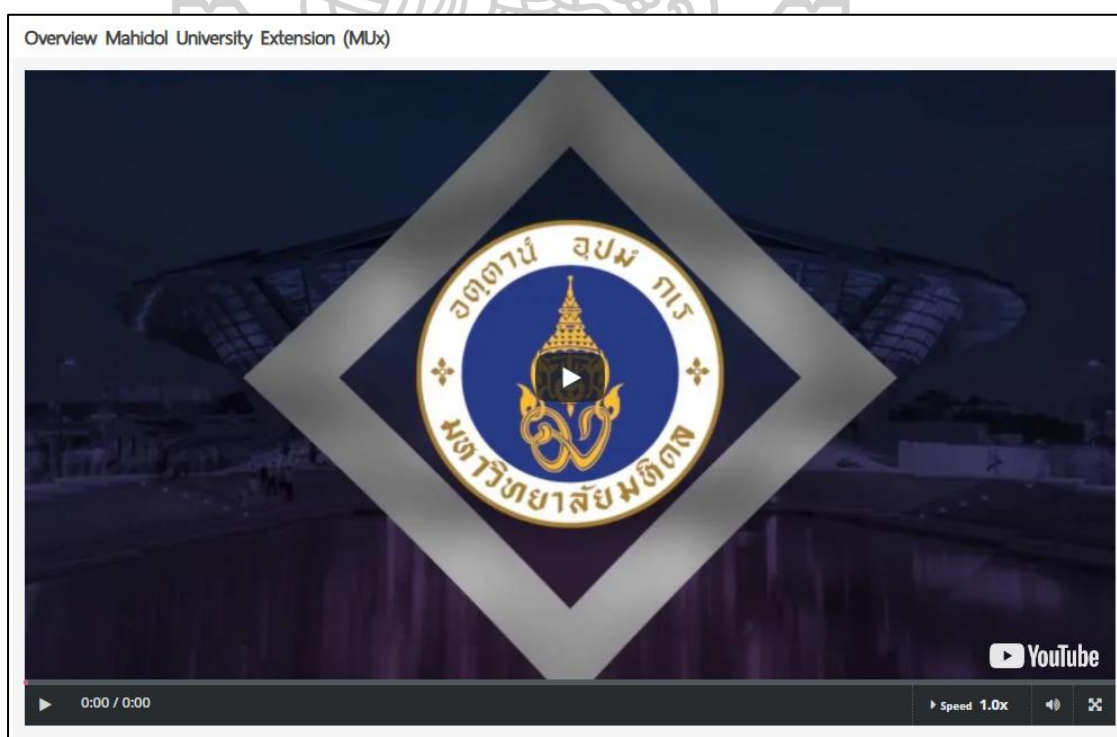 Overview Mahidol University Extension (MUx)
อตฺตานํ อุปมํ กเร
มหาวิทยาลัยมหิดล
YouTube
0:00 / 0:00
Speed 1.0x